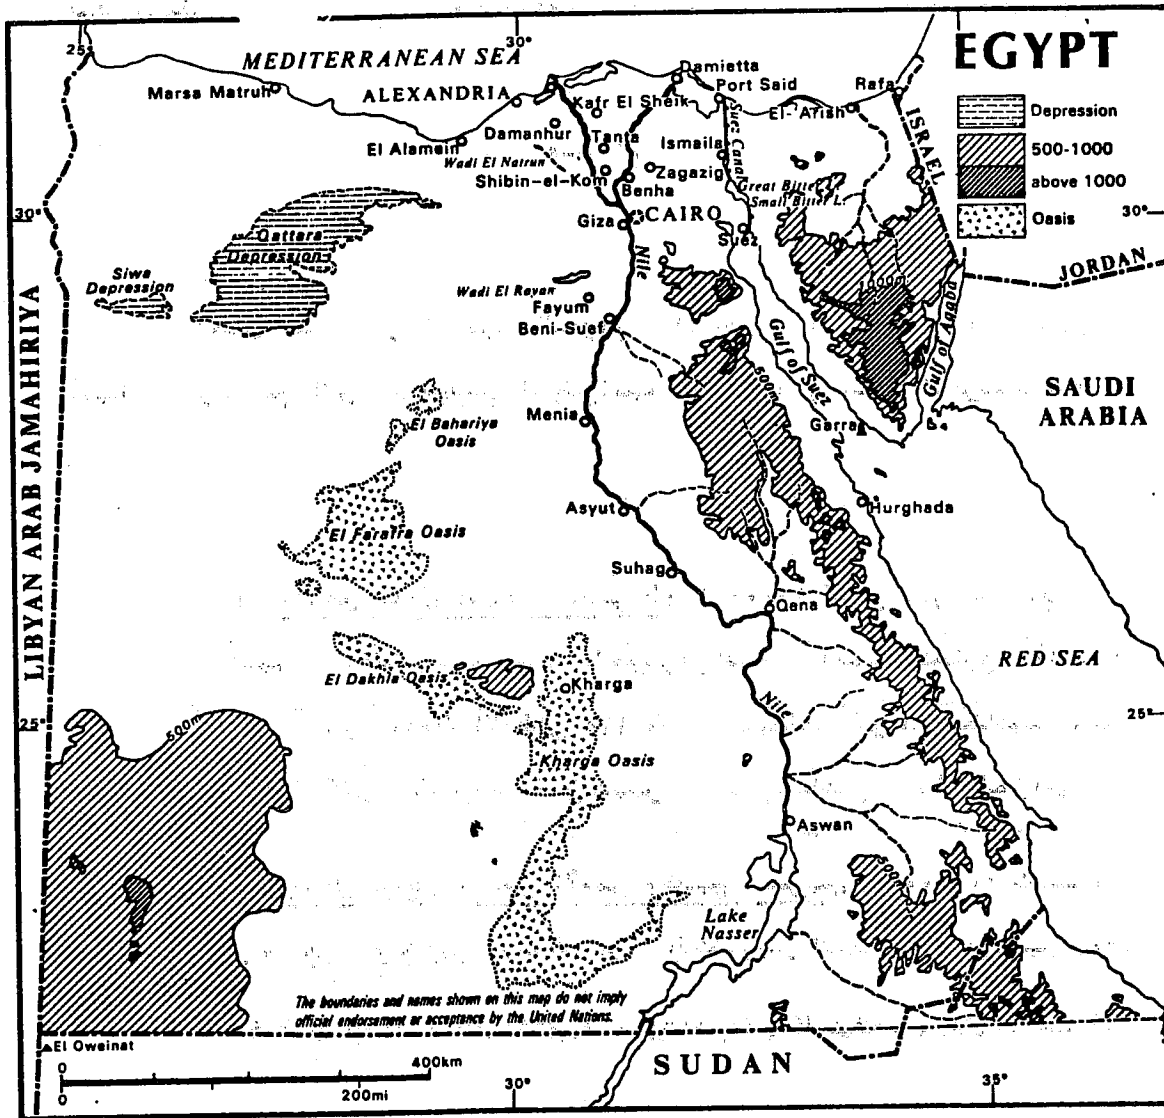 EGYPT
25°
30°
MEDITERRANEAN SEA
Damietta
Port Said
Rafa
Marsa Matruh
ALEXANDRIA
Kafr El Sheik
El-Arish
Depression
Damanhur
Suez Canal
ISRAEL
El Alamein
Tanta
Ismaila
500-1000
Wadi El Natrun
Shibin-el-Kom
Zagazig
Benha
Great Bitter L.
Small Bitter L.
above 1000
30°
Giza
CAIRO
Suez
Oasis
30°
Qattara
Depression
Nile
JORDAN
Siwa
Depression
1000m
Wadi El Rayan
Fayum
Beni-Suef
Gulf of Suez
Gulf of Aqaba
500m
SAUDI
ARABIA
LIBYAN ARAB JAMAHIRIYA
Menia
El Bahariya
Oasis
Garra
Asyut
Hurghada
El Farafra Oasis
Suhag
Qena
RED SEA
El Dakhla Oasis
Kharga
25°
500m
Nile
25°
Kharga Oasis
Aswan
500m
Lake
Nasser
The boundaries and names shown on this map do not imply
official endorsement or acceptance by the United Nations.
El Oweinat
SUDAN
0
400km
0
200mi
30°
35°